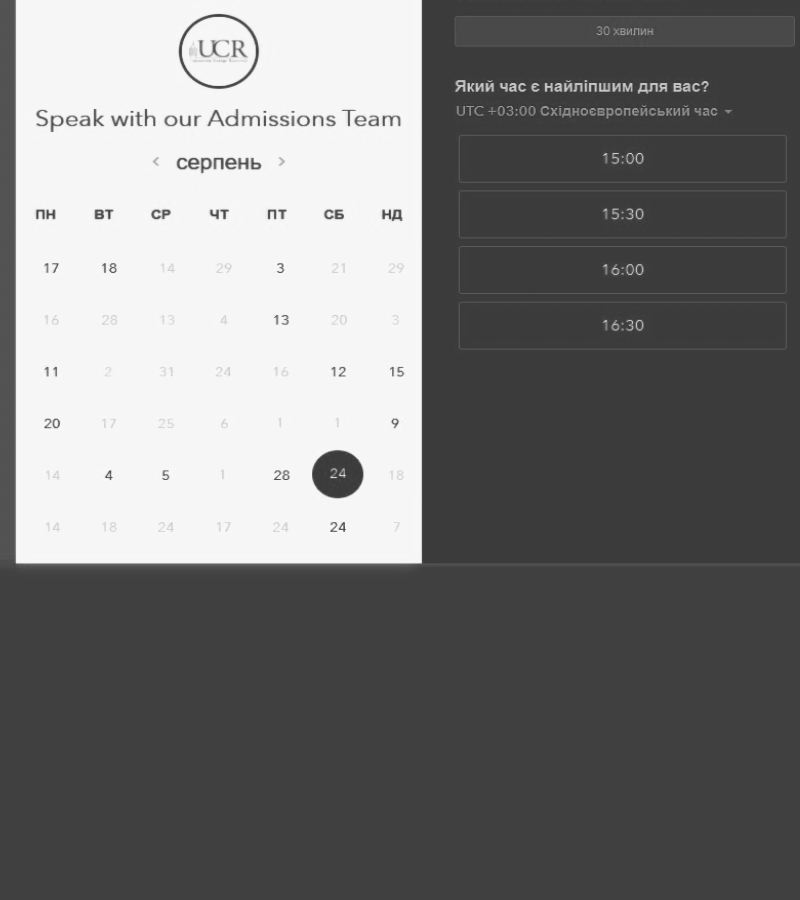 UCR
Speak with our Admissions Team
серпень
ПН ВТ СР ЧТ ПТ СБ НД
17 18 14 29 3 21 29
16 28 13 4 13 20 3
11 2 31 24 16 12 15
20 17 25 6 1 1 9
14 4 5 1 28 24 18
14 18 24 17 24 24 7
30 хвилин
Який час є найліпшим для вас?
UTC +03:00 Східноєвропейський час
15:00
15:30
16:00
16:30